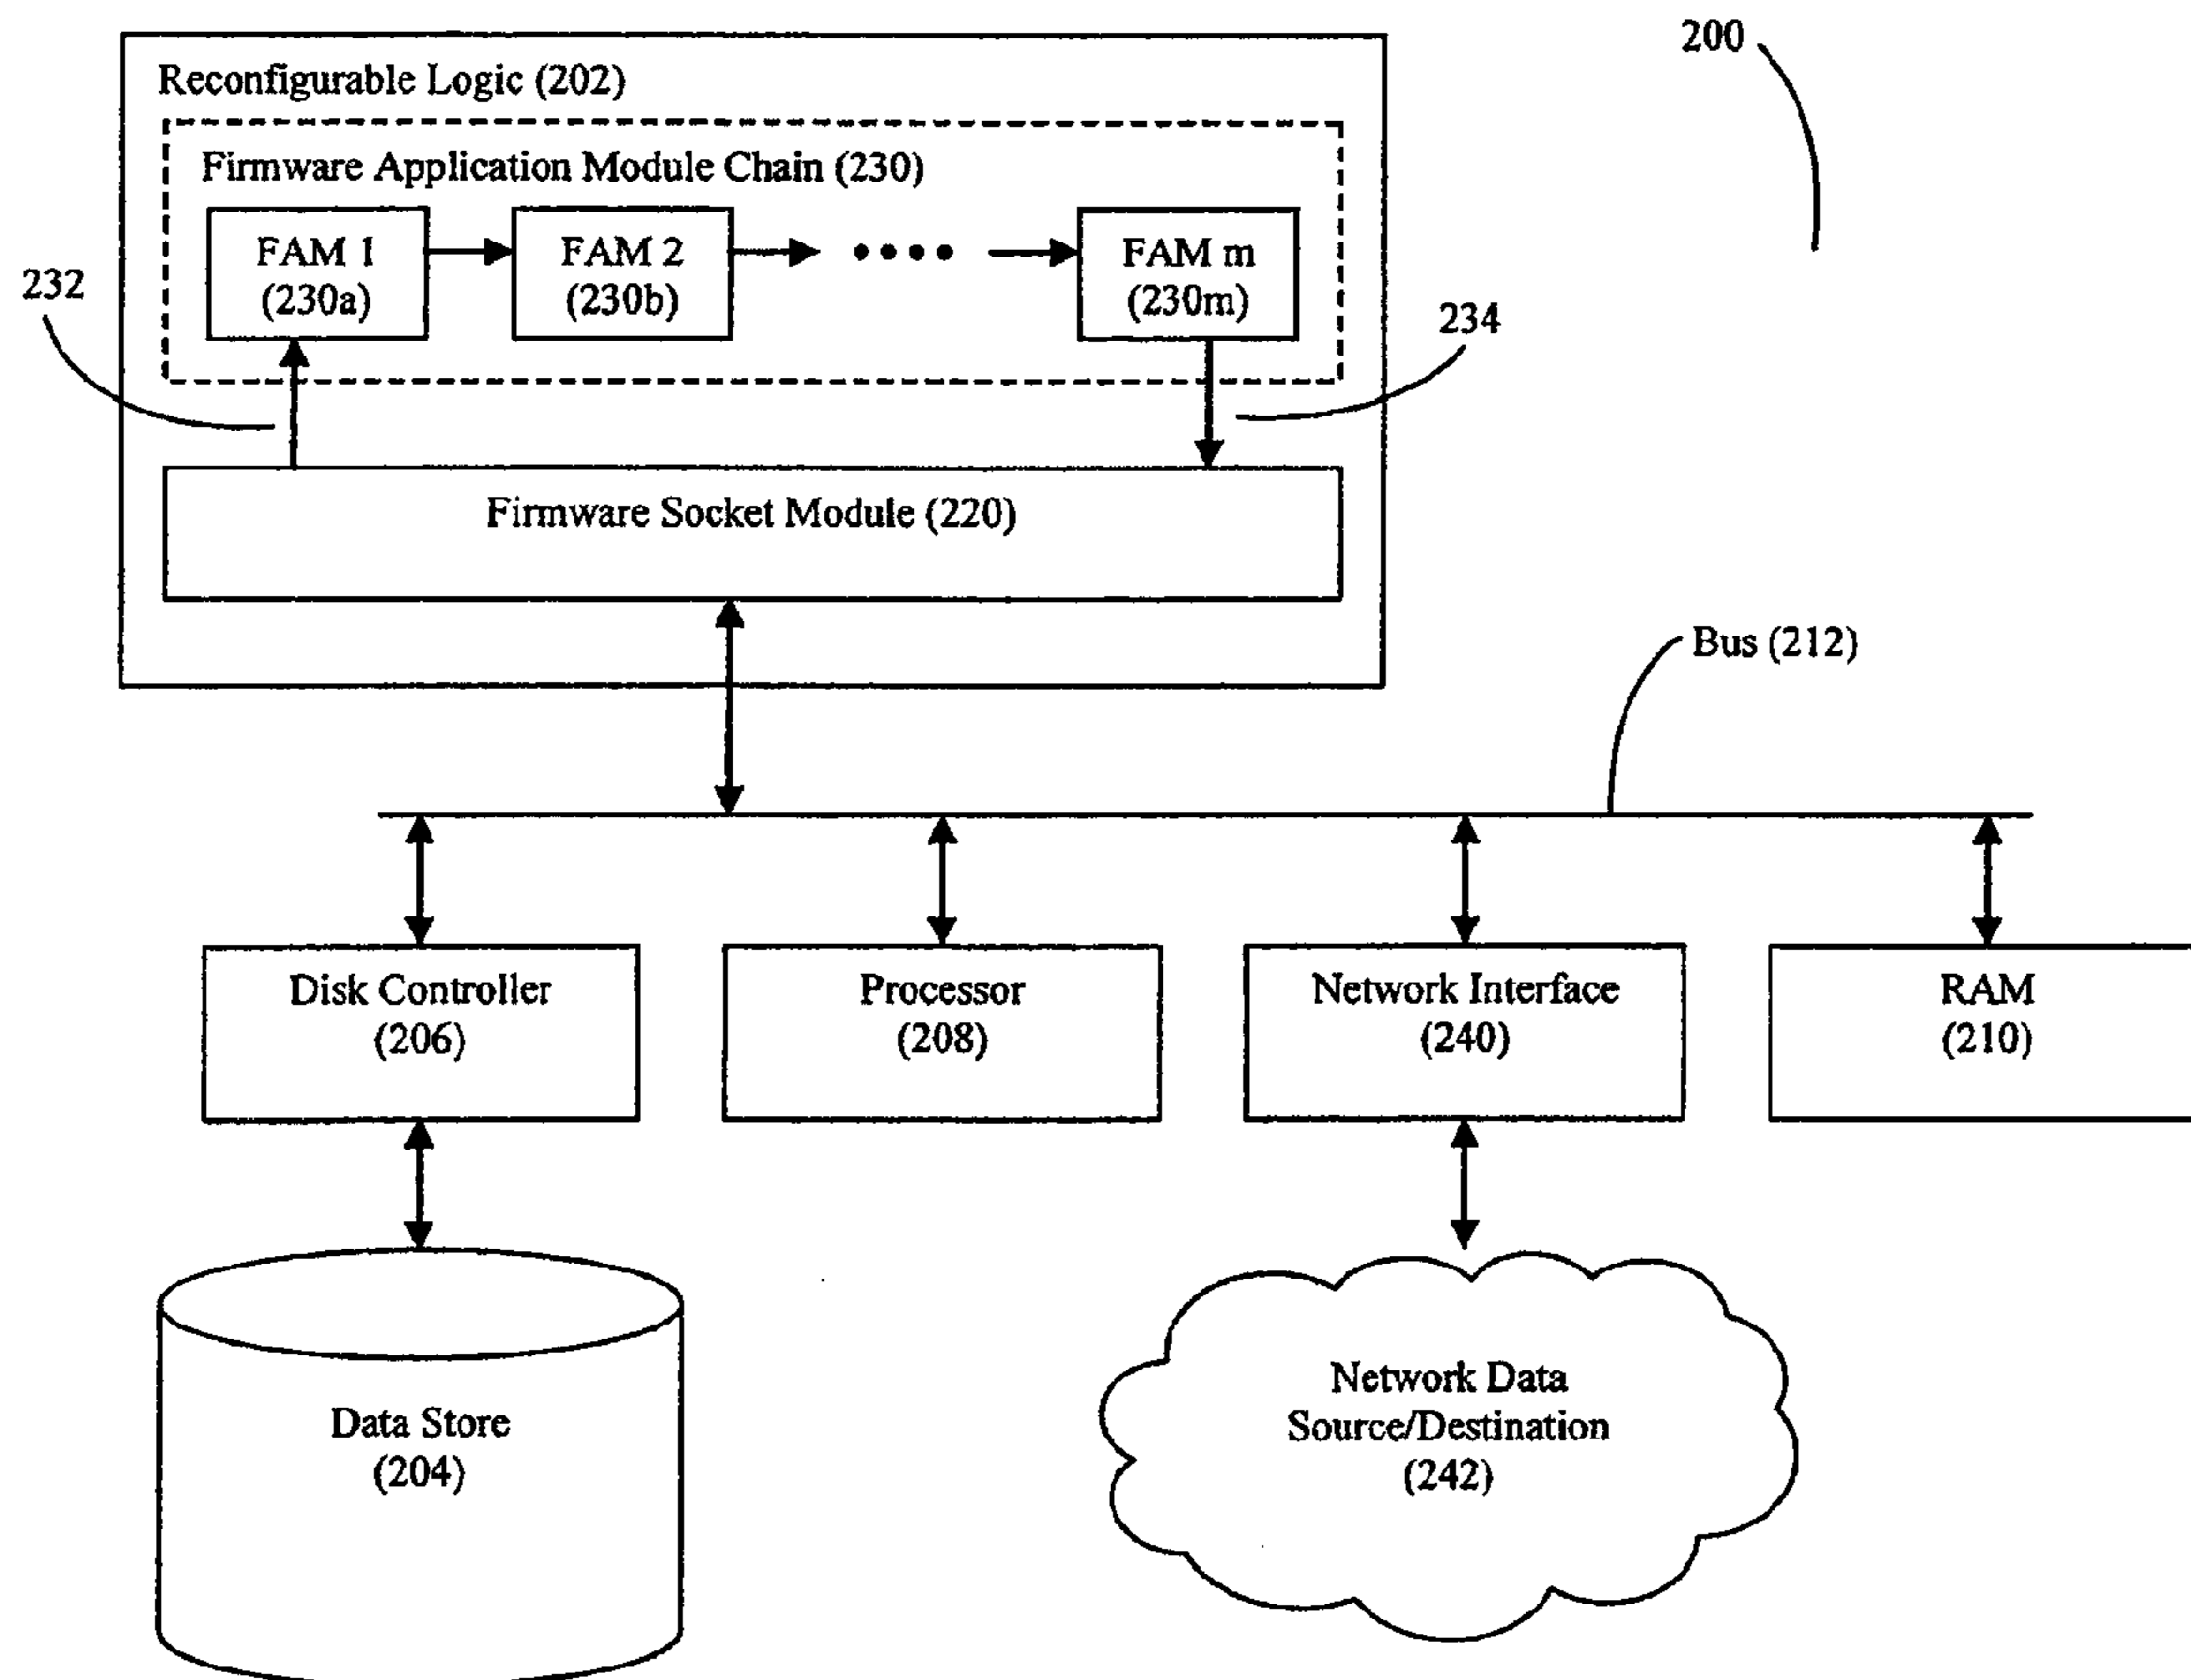 200
Reconfigurable Logic (202)
Firmware Application Module Chain (230)
FAM 1
(230a)
FAM 2
(230b)
FAM m
(230m)
232
234
Firmware Socket Module (220)
Bus (212)
Disk Controller
(206)
Processor
(208)
Network Interface
(240)
RAM
(210)
Data Store
(204)
Network Data
Source/Destination
(242)